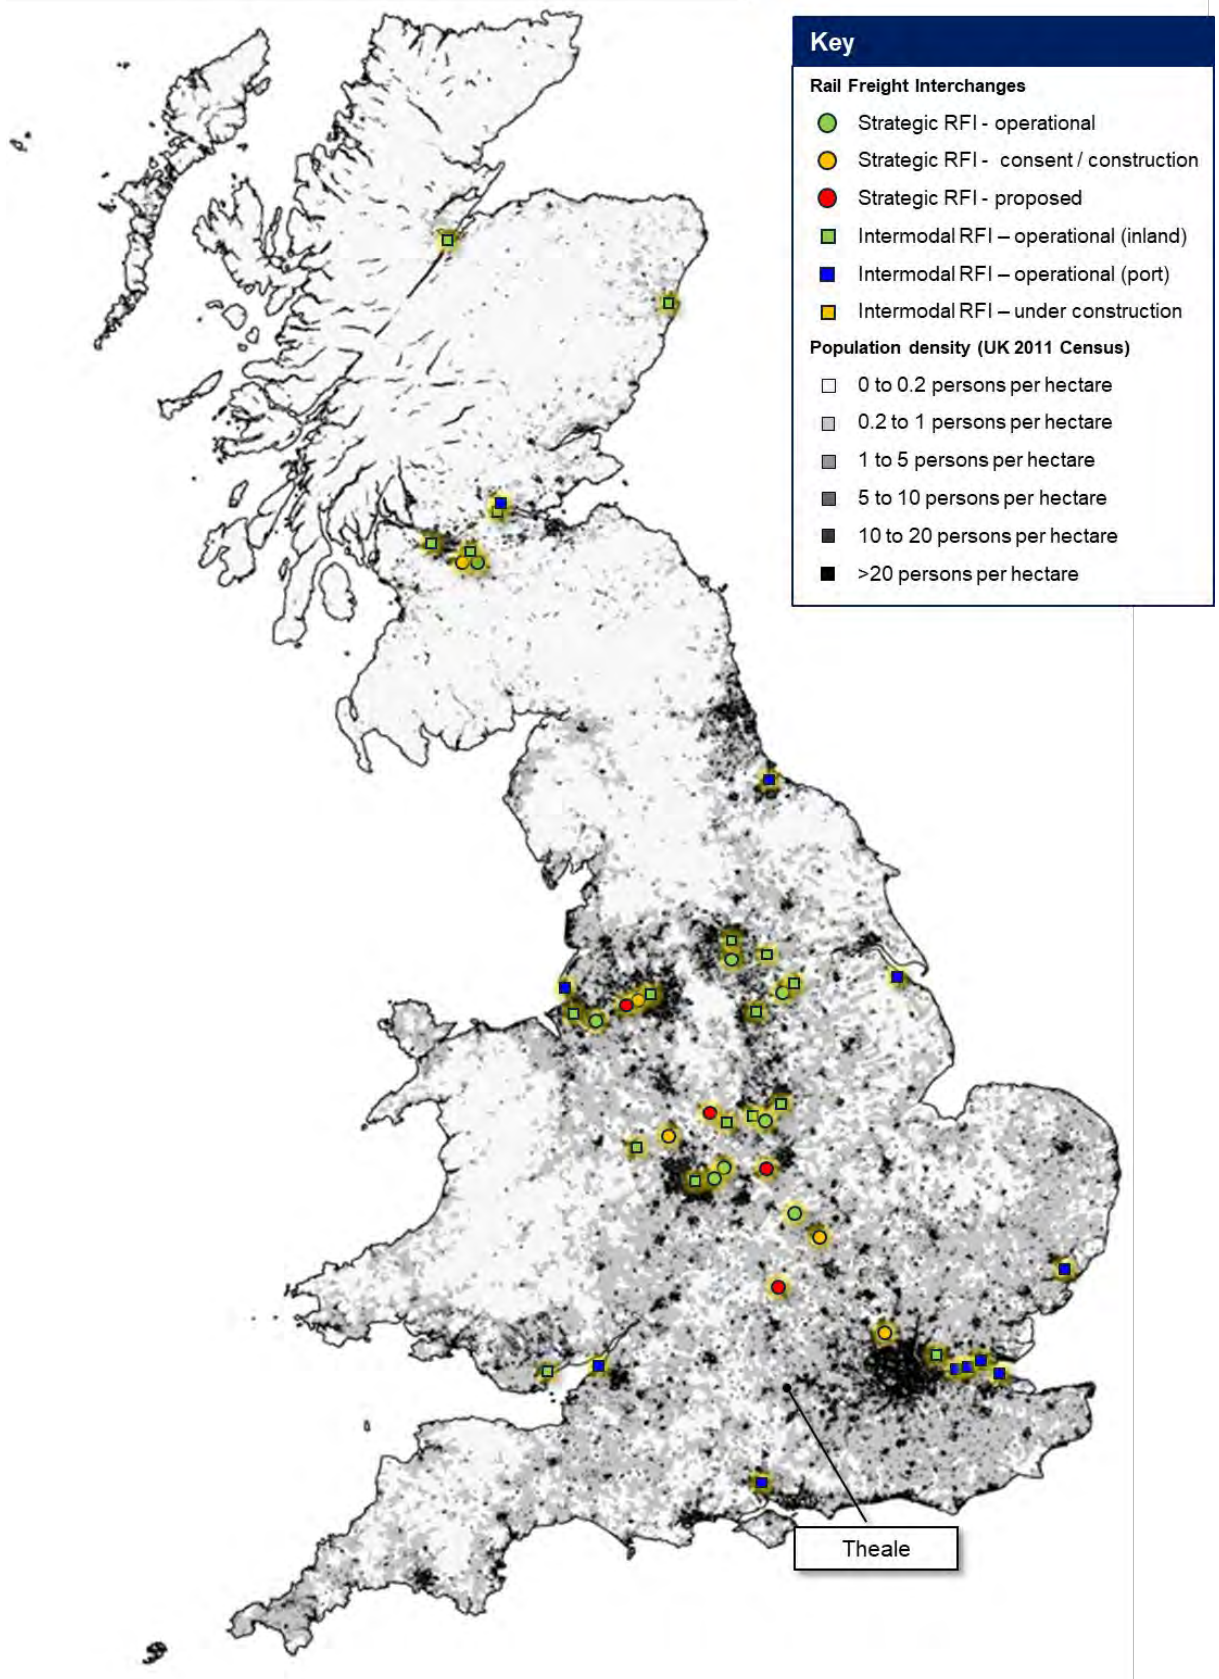 Key
Rail Freight Interchanges
Strategic RFI - operational
Strategic RFI - consent / construction
Strategic RFI - proposed
Intermodal RFI – operational (inland)
Intermodal RFI – operational (port)
Intermodal RFI – under construction
Population density (UK 2011 Census)
0 to 0.2 persons per hectare
0.2 to 1 persons per hectare
1 to 5 persons per hectare
5 to 10 persons per hectare
10 to 20 persons per hectare
>20 persons per hectare
Theale